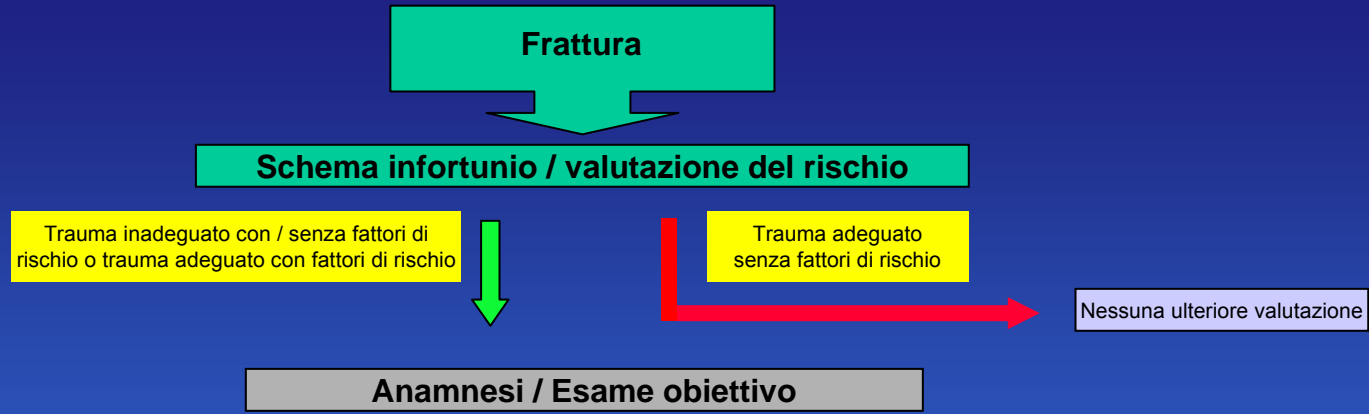 Frattura
Schema infortunio / valutazione del rischio
Trauma inadeguato con / senza fattori di
rischio o trauma adeguato con fattori di rischio
Trauma adeguato
senza fattori di rischio
Nessuna ulteriore valutazione
Anamnesi / Esame obiettivo